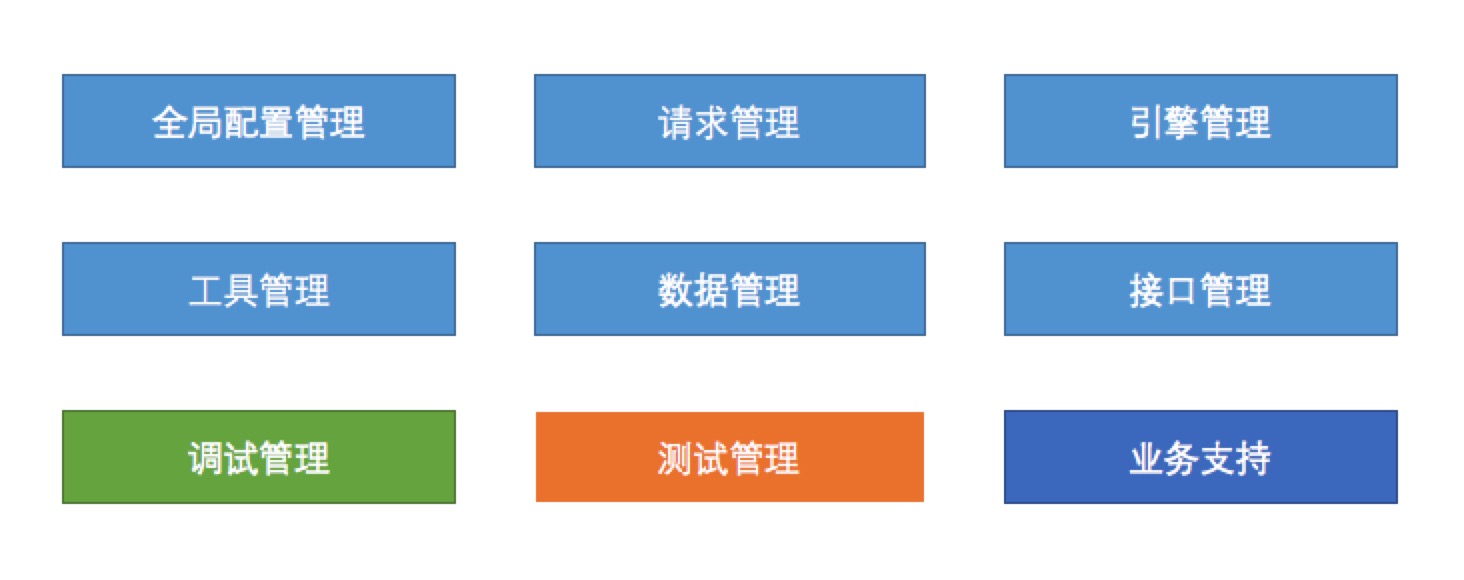 全局配置管理
请求管理
引擎管理
工具管理
数据管理
接口管理
调试管理
测试管理
业务支持